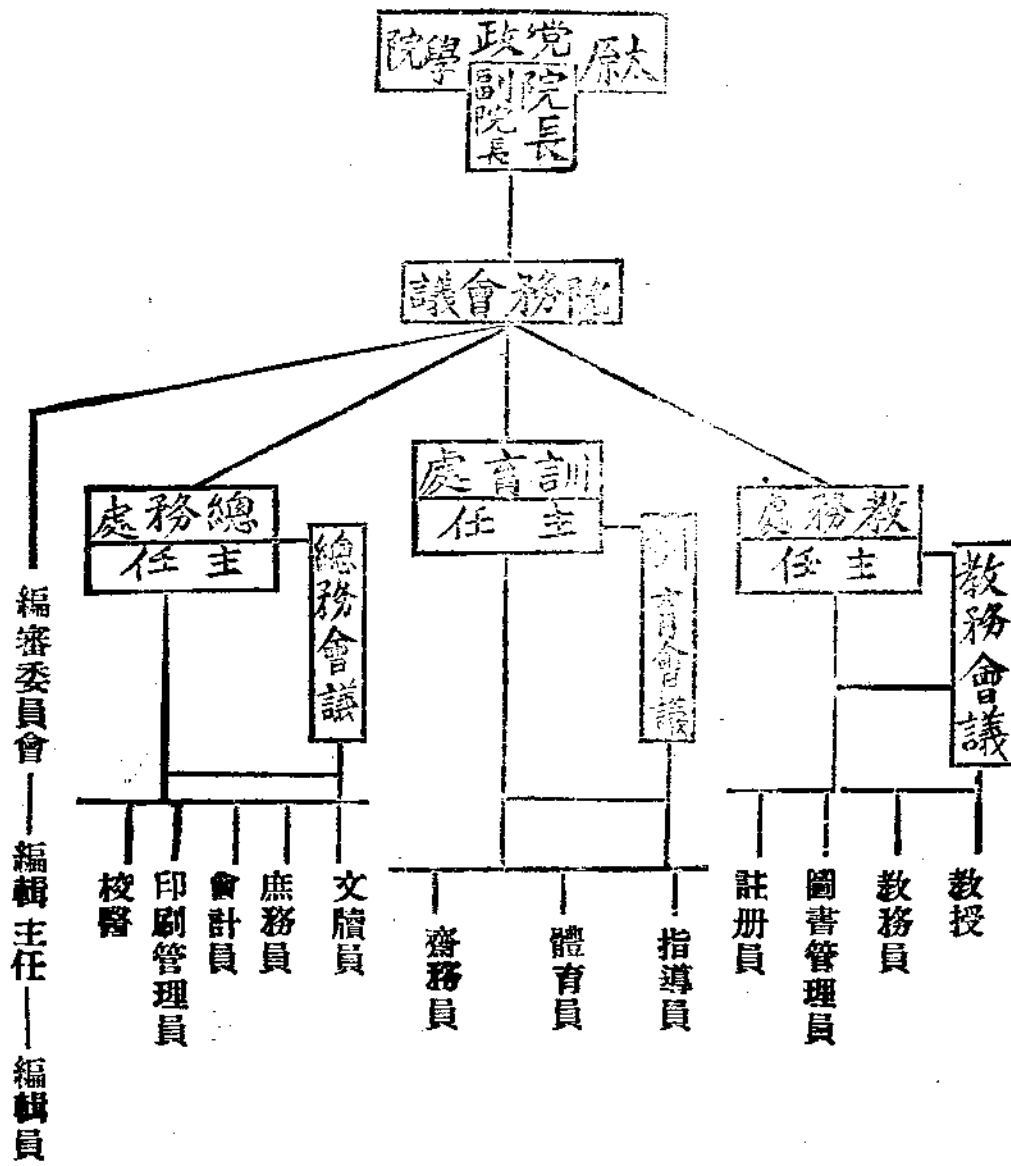 太原党政學院
院長
副院長
院務會議
教務處
主任
教務會議
教授
教務員
圖書管理員
註册員
訓育處
主任
訓育會議
指導員
體育員
齋務員
總務處
主任
總務會議
文牘員
庶務員
會計員
印刷管理員
校醫
編審委員會
編輯主任
編輯員